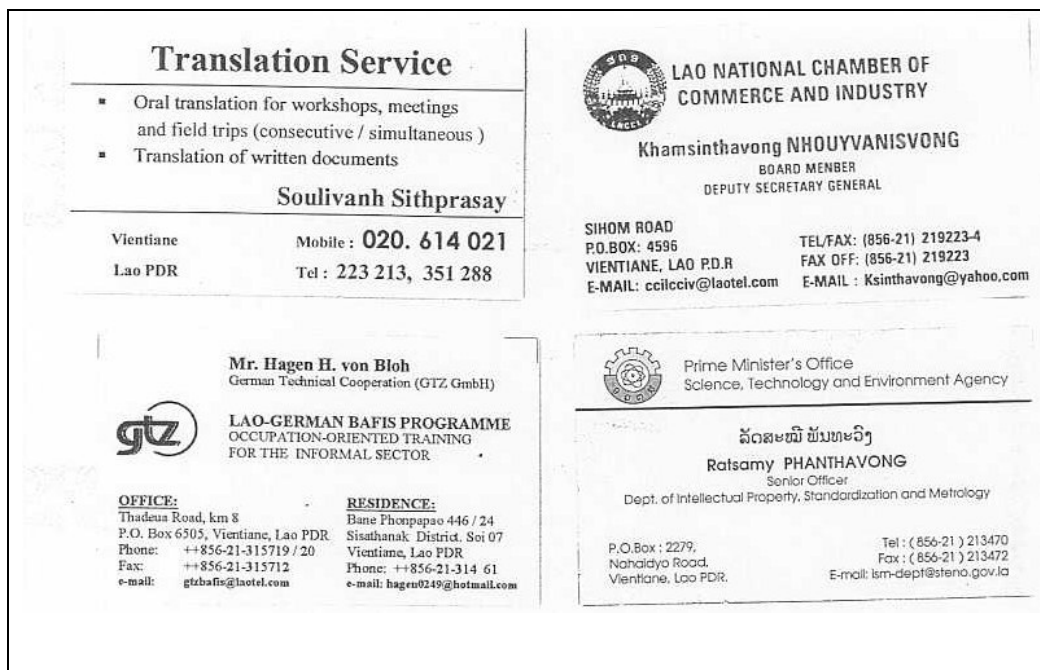 Translation Service
▪ Oral translation for workshops, meetings
and field trips (consecutive / simultaneous )
▪ Translation of written documents
Soulivanh Sithprasay
Vientiane Mobile : 020. 614 021
Lao PDR Tel : 223 213, 351 288
ສຄອ
LNCCI
LAO NATIONAL CHAMBER OF
COMMERCE AND INDUSTRY
Khamsinthavong NHOUYVANISVONG
BOARD MENBER
DEPUTY SECRETARY GENERAL
SIHOM ROAD
P.O.BOX: 4596
VIENTIANE, LAO P.D.R
E-MAIL: ccilcciv@laotel.com
TEL/FAX: (856-21) 219223-4
FAX OFF: (856-21) 219223
E-MAIL : Ksinthavong@yahoo.com
Mr. Hagen H. von Bloh
German Technical Cooperation (GTZ GmbH)
gtz
LAO-GERMAN BAFIS PROGRAMME
OCCUPATION-ORIENTED TRAINING
FOR THE INFORMAL SECTOR
OFFICE:
Thadeua Road, km 8
P.O. Box 6505, Vientiane, Lao PDR
Phone: ++856-21-315719 / 20
Fax: ++856-21-315712
e-mail: gtzbafis@laotel.com
RESIDENCE:
Bane Phonpapao 446 / 24
Sisathanak District. Soi 07
Vientiane, Lao PDR
Phone: ++856-21-314 61
e-mail: hagen0249@hotmail.com
Prime Minister's Office
Science, Technology and Environment Agency
ລັດສະໝີ ພັນທະວົງ
Ratsamy PHANTHAVONG
Senior Officer
Dept. of Intellectual Property, Standardization and Metrology
P.O.Box : 2279,
Nahaidyo Road,
Vientiane, Lao PDR.
Tel : ( 856-21 ) 213470
Fax : ( 856-21 ) 213472
E-mail: ism-dept@steno.gov.la